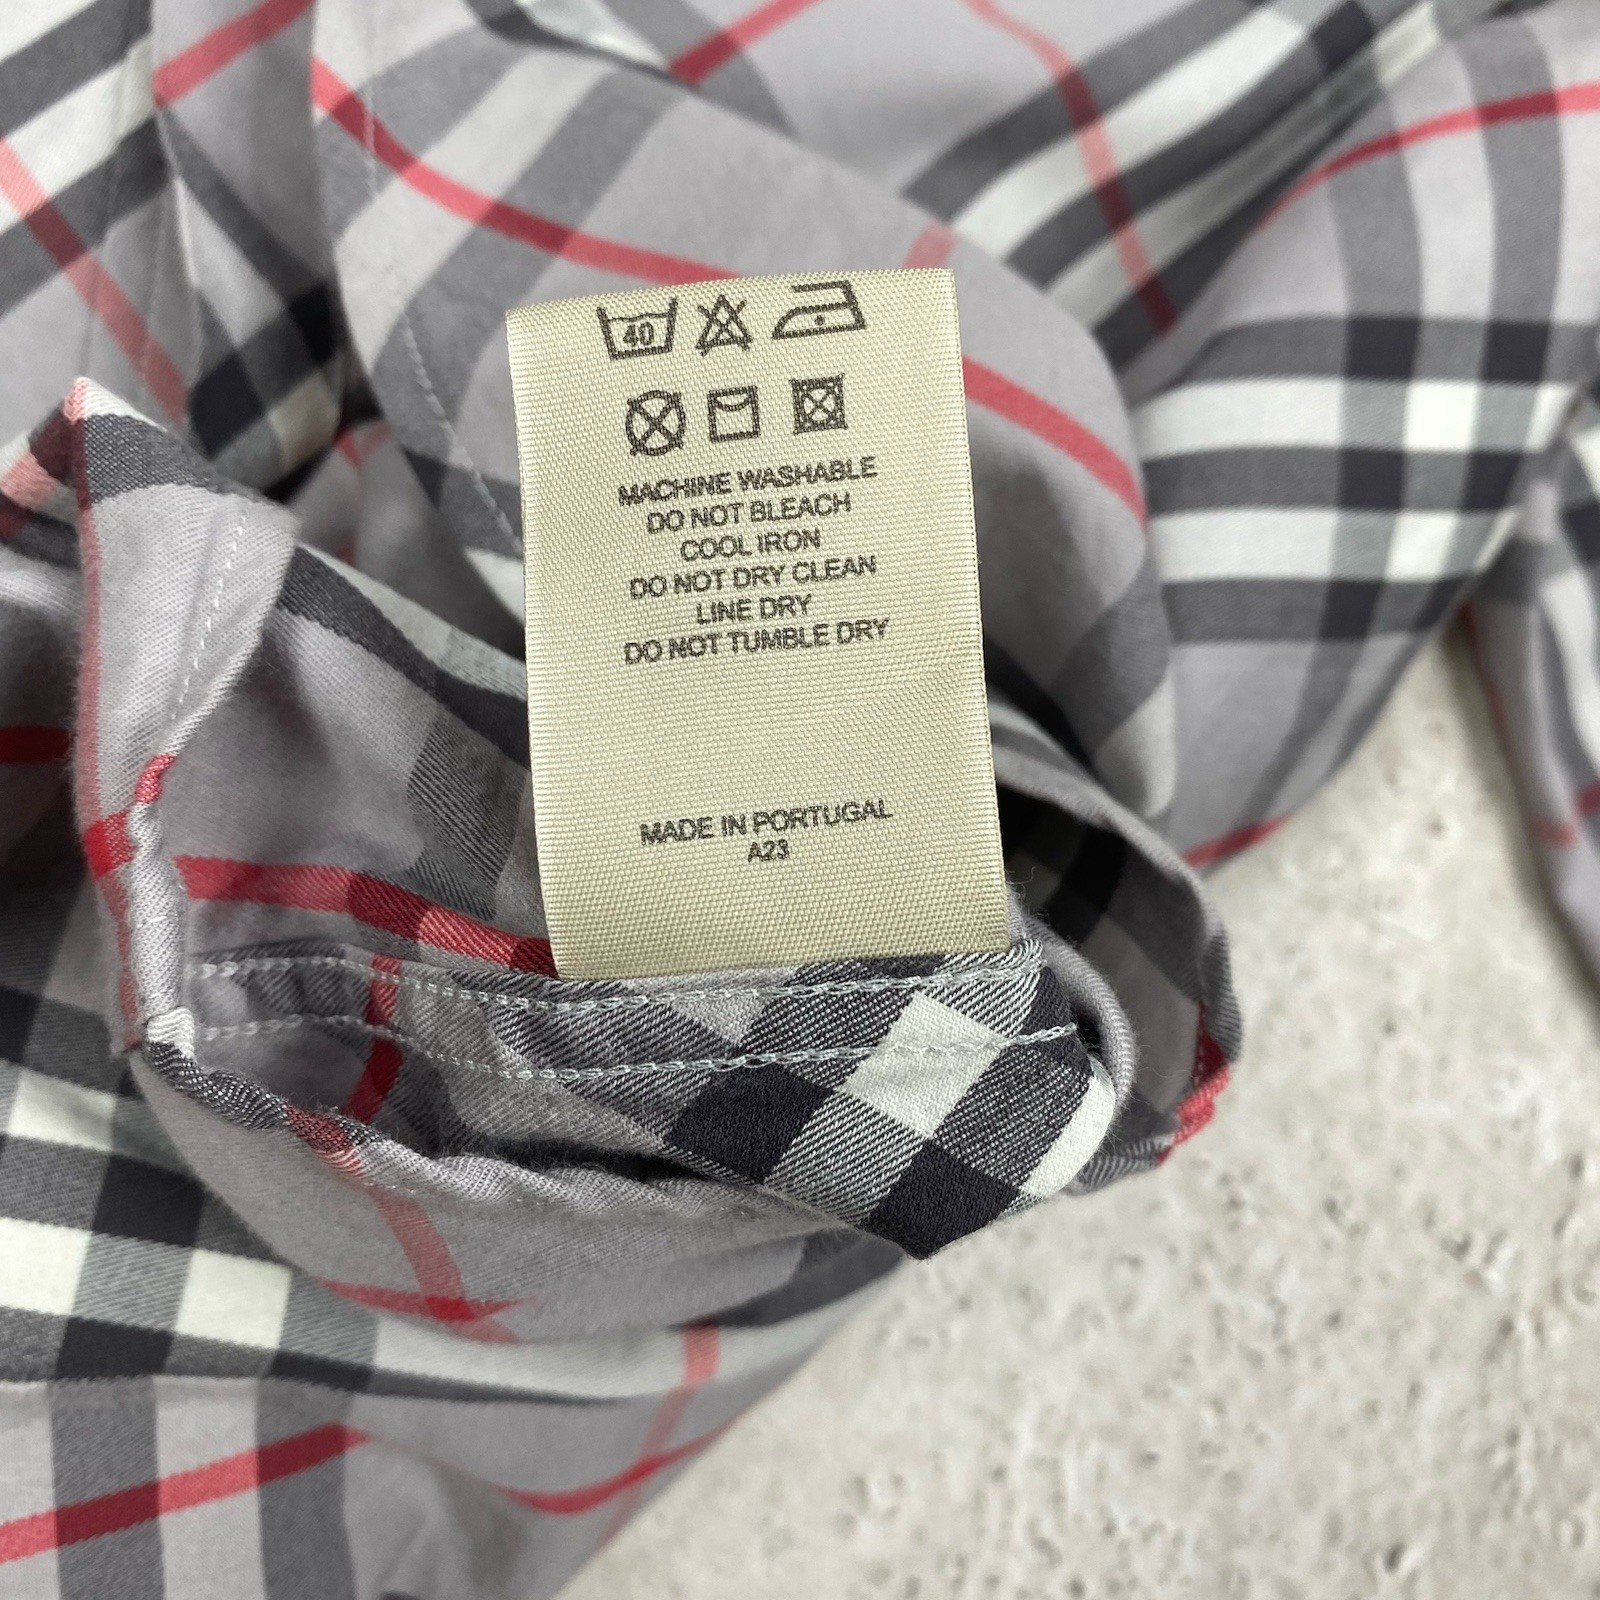 40
MACHINE WASHABLE
DO NOT BLEACH
COOL IRON
DO NOT DRY CLEAN
LINE DRY
DO NOT TUMBLE DRY
MADE IN PORTUGAL
A23